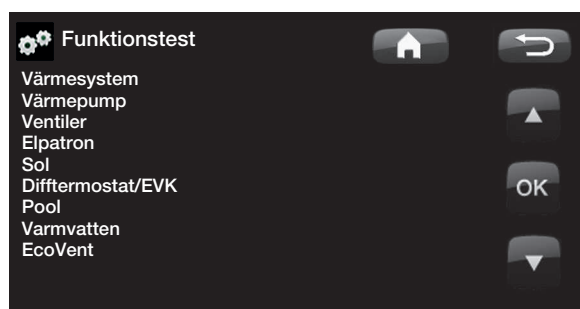 Funktionstest
Värmesystem
Värmepump
Ventiler
Elpatron
Sol
Difftermostat/EVK
Pool
Varmvatten
EcoVent
OK